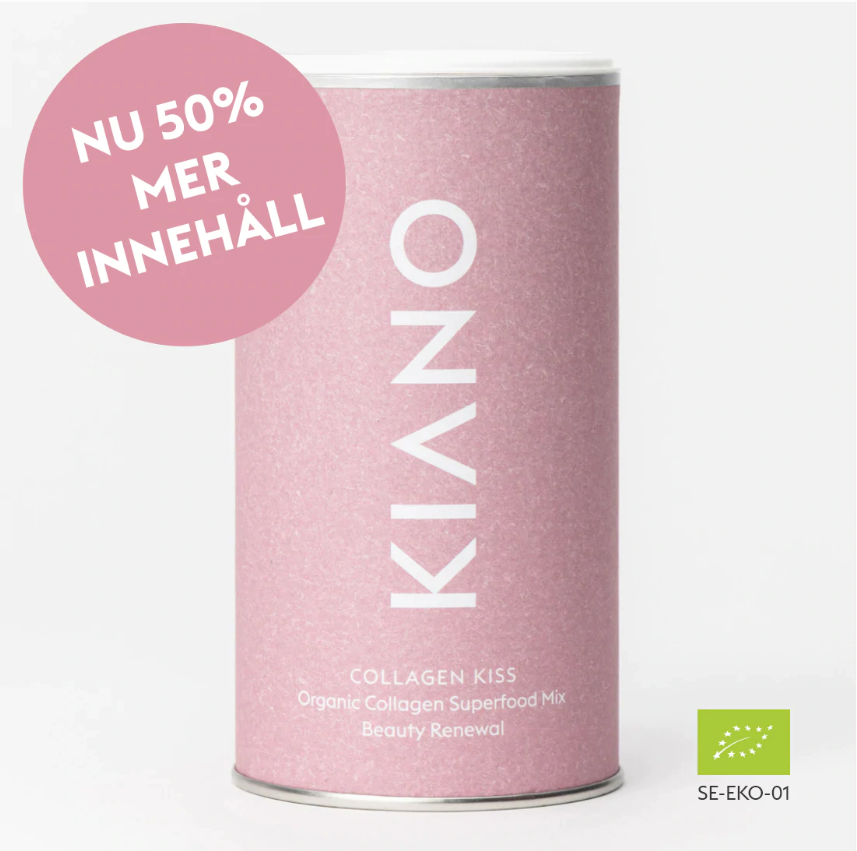 NU 50%
MER
INNEHÅLL
KIANO
COLLAGEN KISS
Organic Collagen Superfood Mix
Beauty Renewal
SE-EKO-01